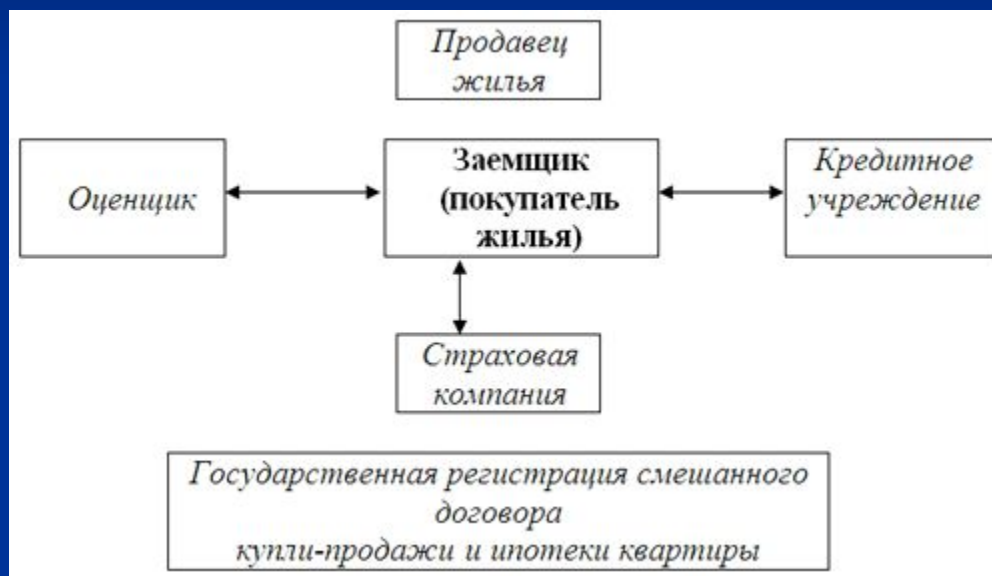 Продавец
жилья
Оценщик
Заемщик
(покупатель
жилья)
Кредитное
учреждение
Страховая
компания
Государственная регистрация смешанного
договора
купли-продажи и ипотеки квартиры